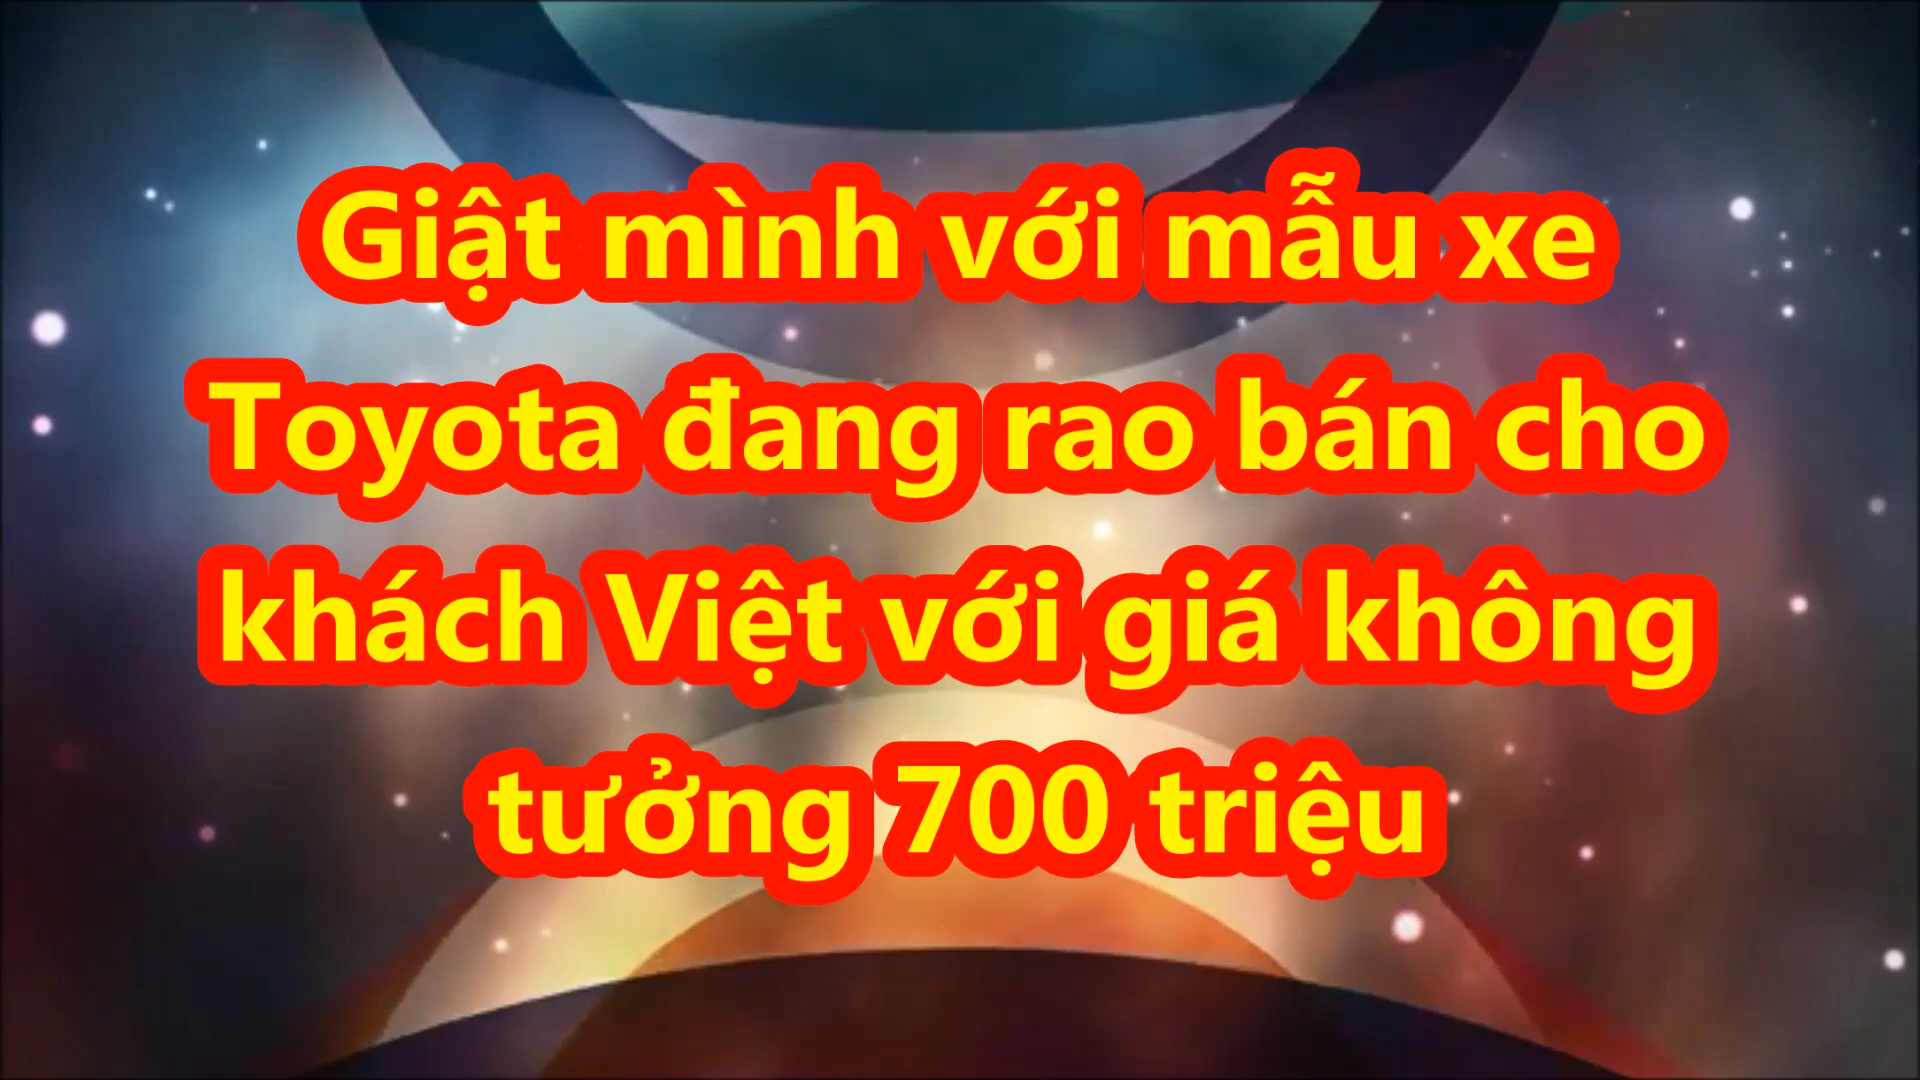 Giật mình với mẫu xe
Toyota đang rao bán cho
khách Việt với giá không
tưởng 700 triệu